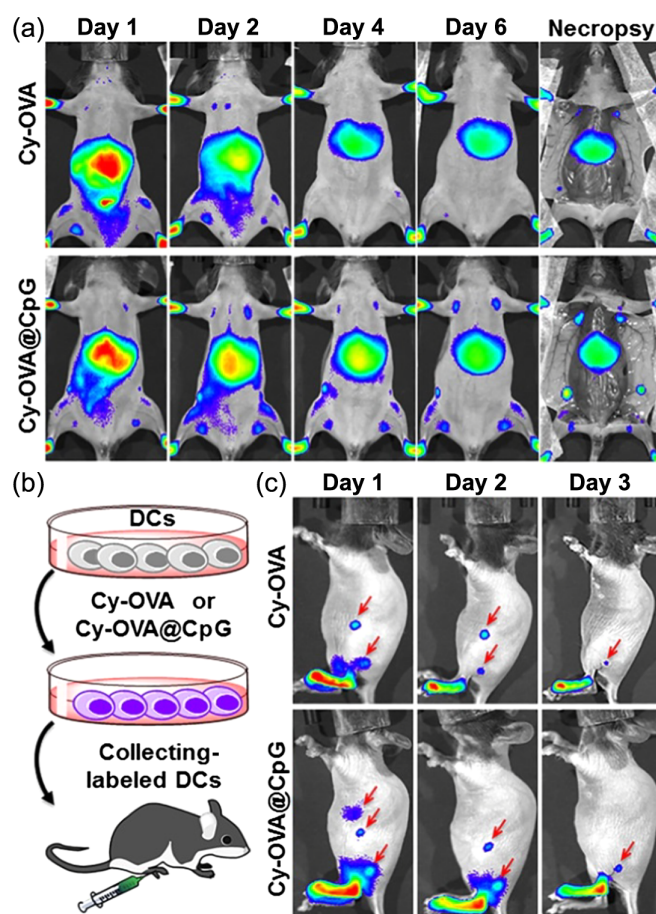 (a) Day 1 Day 2 Day 4 Day 6 Necropsy
Cy-OVA
Cy-OVA@CpG
(b)
DCs
Cy-OVA or
Cy-OVA@CpG
Collecting-
labeled DCs
(c) Day 1 Day 2 Day 3
Cy-OVA
Cy-OVA@CpG